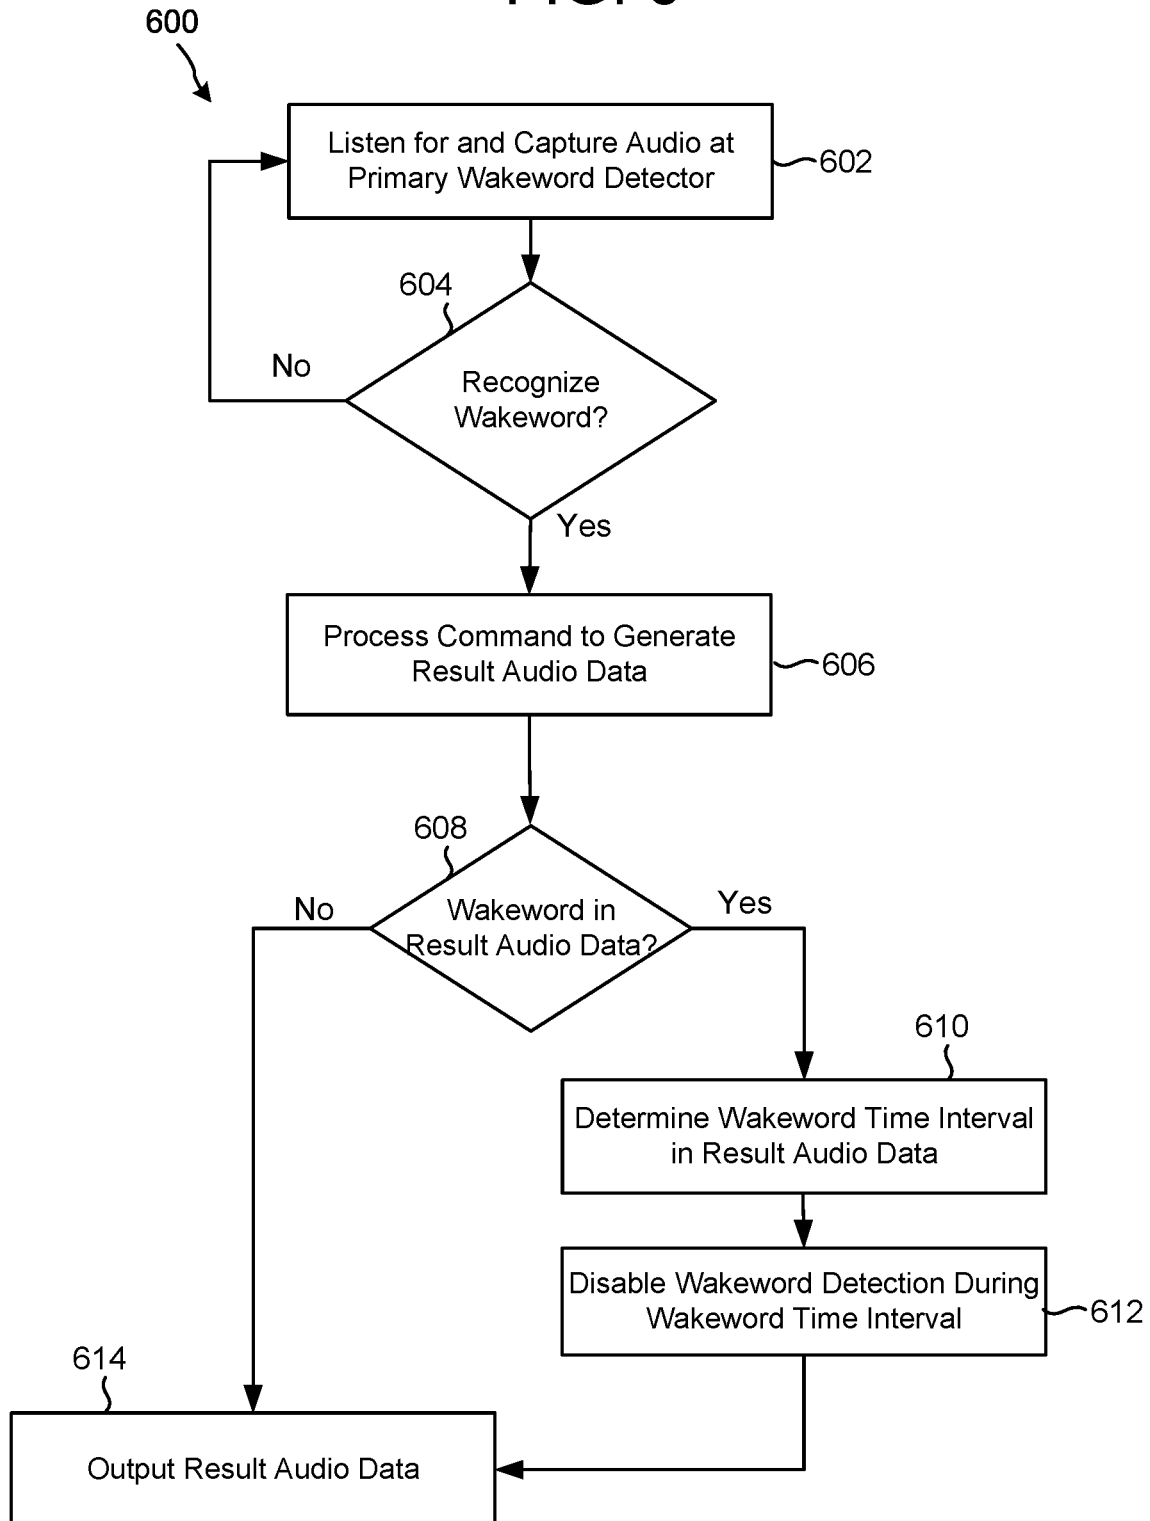 600
Listen for and Capture Audio at
Primary Wakeword Detector
602
604
No
Recognize
Wakeword?
Yes
Process Command to Generate
Result Audio Data
606
608
No
Wakeword in
Result Audio Data?
Yes
610
Determine Wakeword Time Interval
in Result Audio Data
Disable Wakeword Detection During
Wakeword Time Interval
612
614
Output Result Audio Data